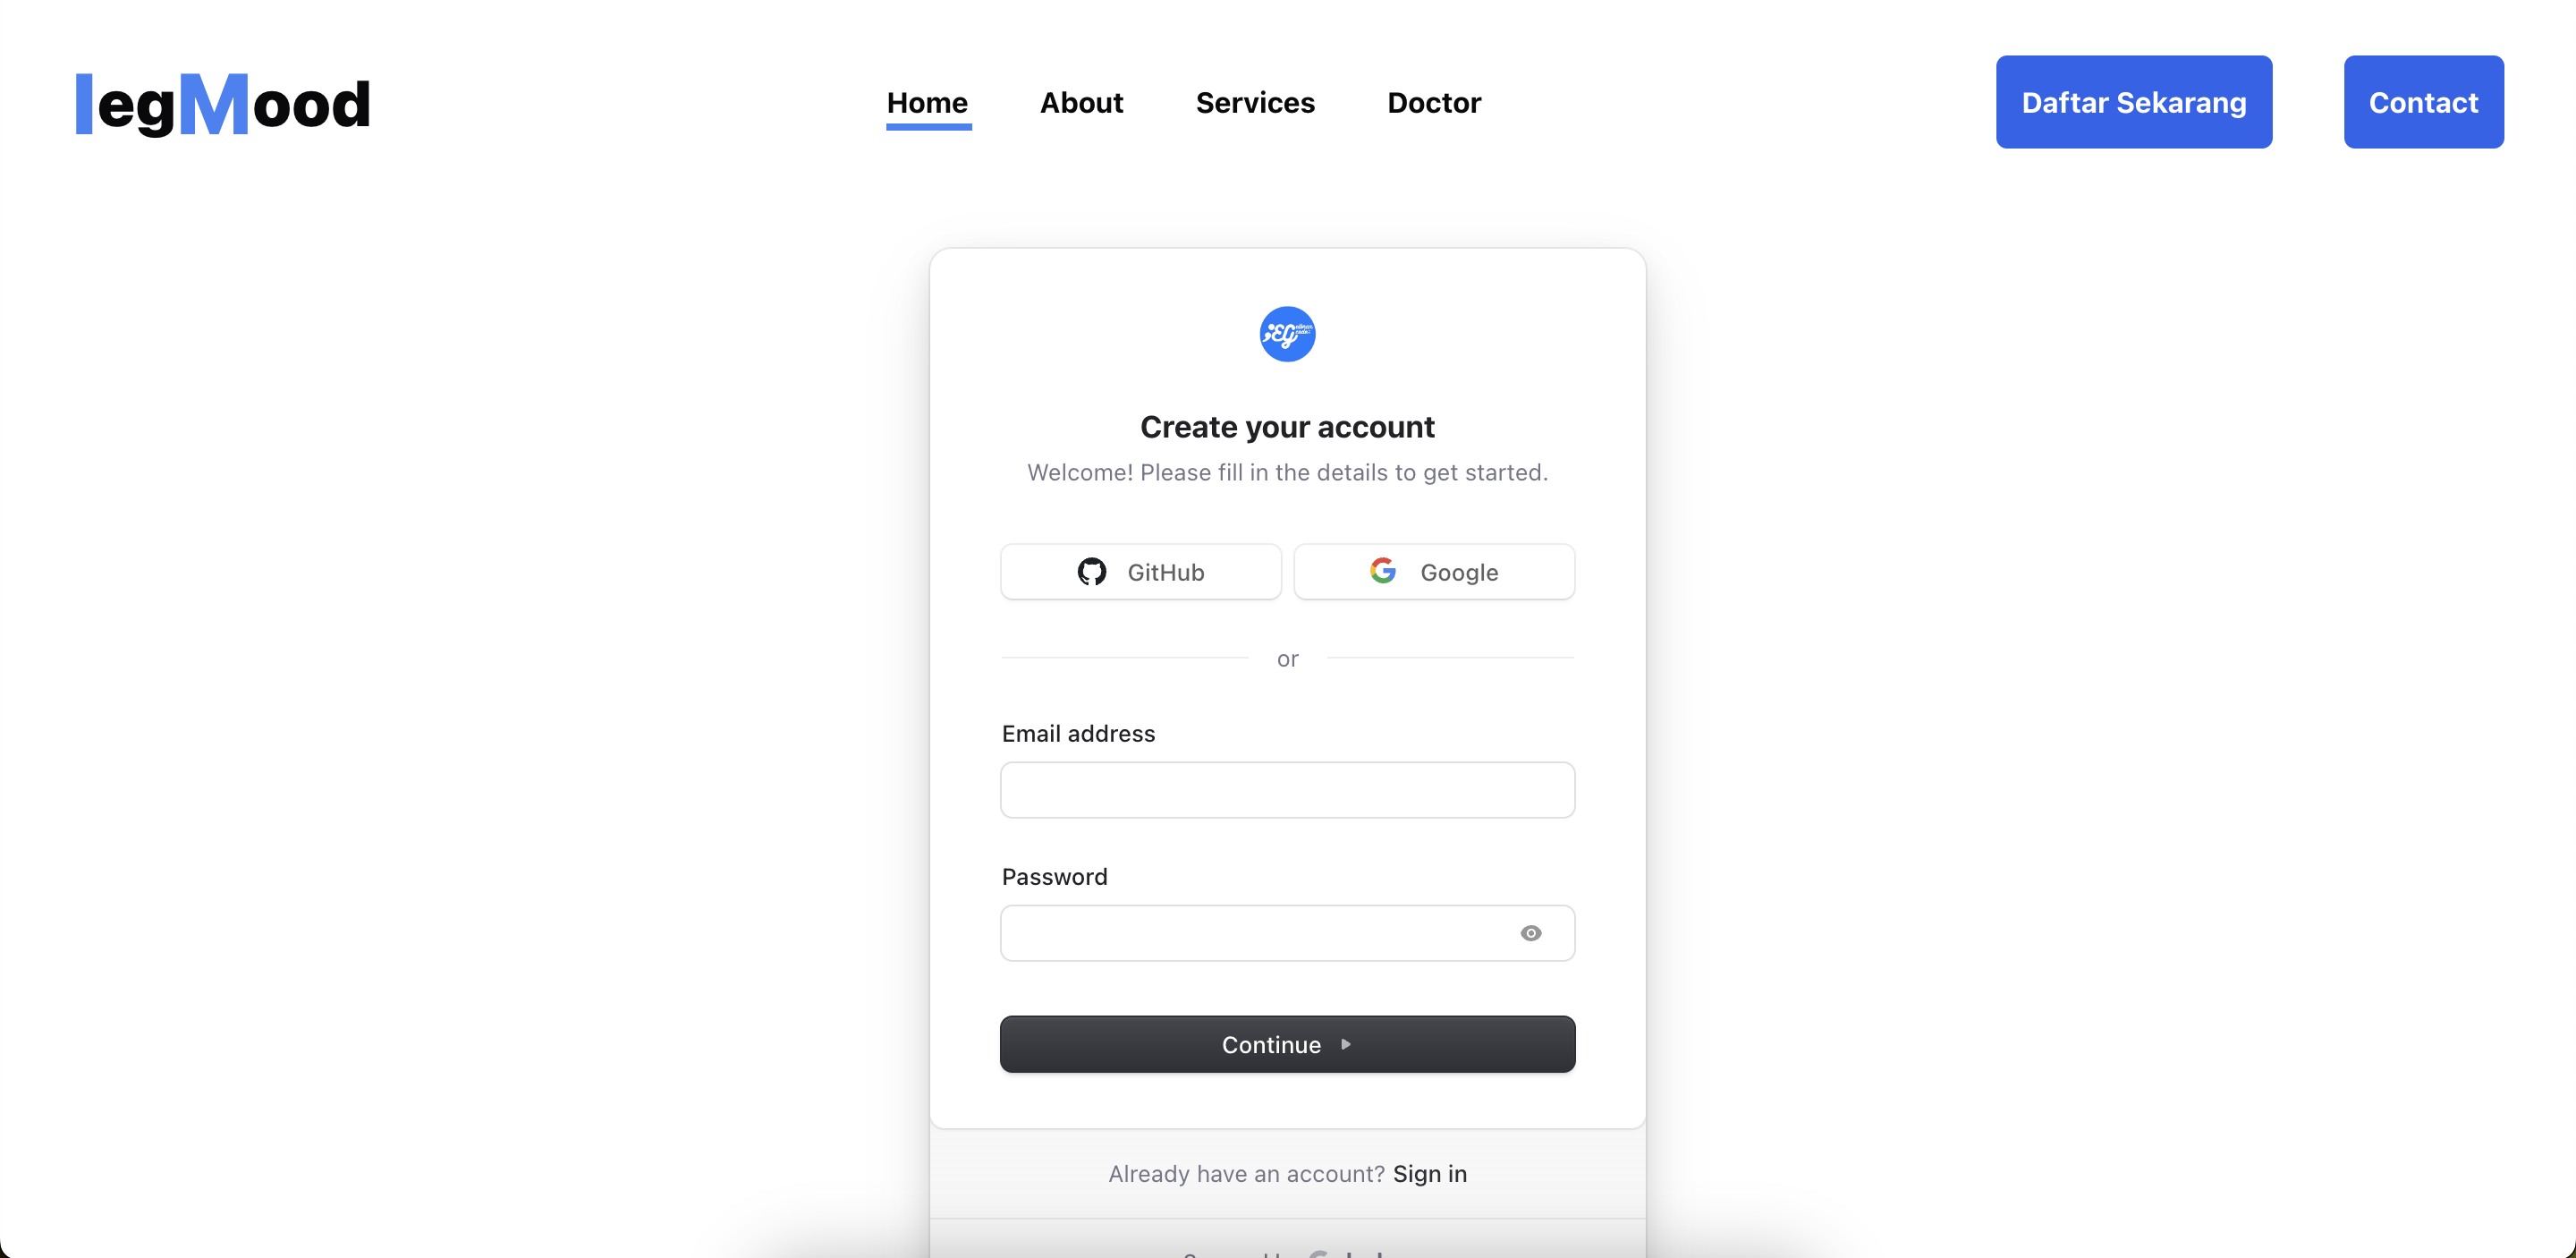 legMood
Home
About
Services
Doctor
Daftar Sekarang
Contact
Create your account
Welcome! Please fill in the details to get started.
GitHub
Google
or
Email address
Password
Continue
Already have an account? Sign in